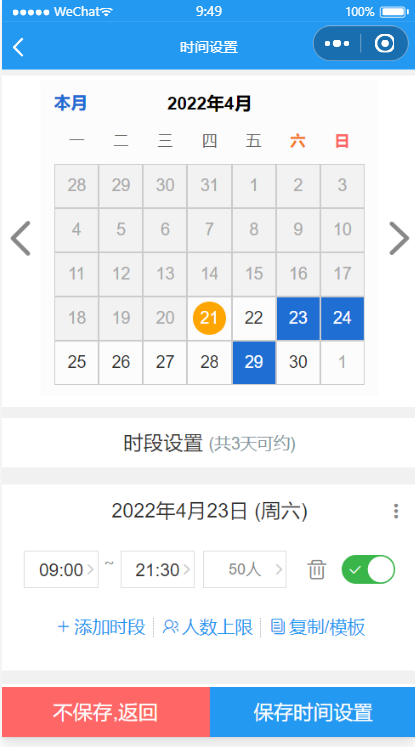 WeChat 9:49 100%
时间设置
本月 2022年4月
一 二 三 四 五 六 日
28 29 30 31 1 2 3
4 5 6 7 8 9 10
11 12 13 14 15 16 17
18 19 20 21 22 23 24
25 26 27 28 29 30 1
时段设置 (共3天可约)
2022年4月23日 (周六)
09:00 ~ 21:30 50人
+ 添加时段 人数上限 复制/模板
不保存,返回 保存时间设置